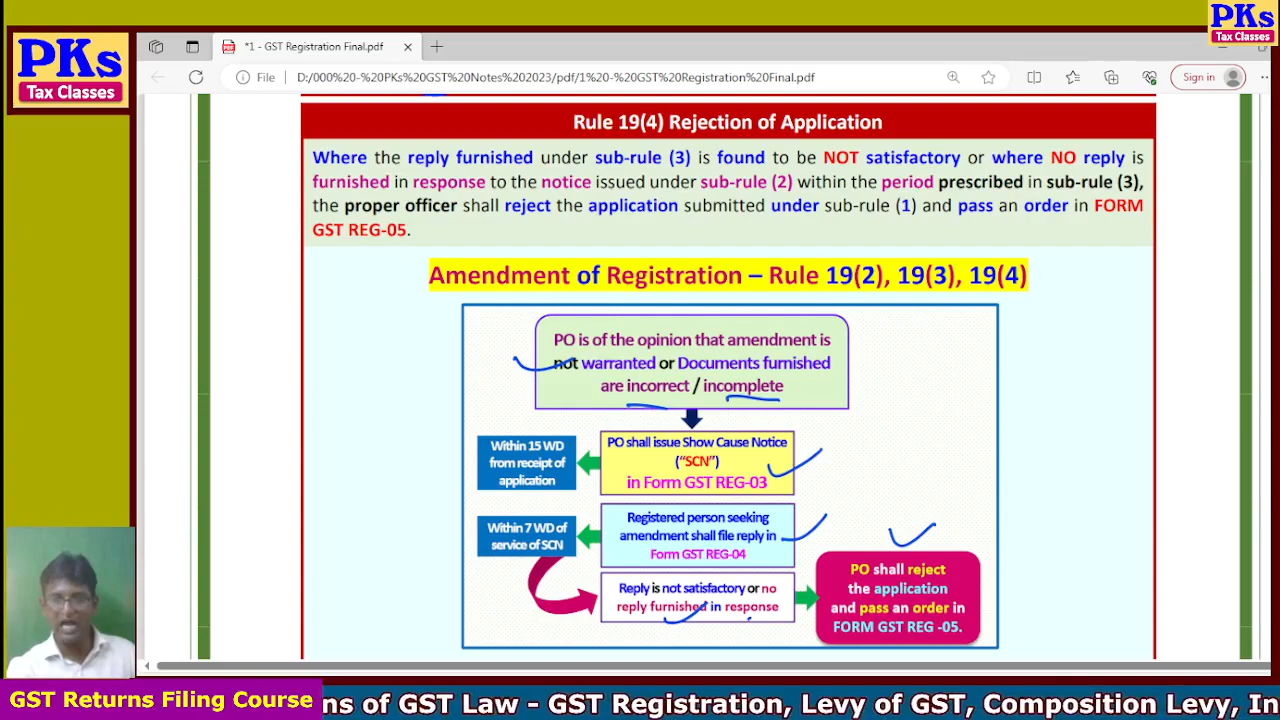 PKs
Tax Classes
*1 - GST Registration Final.pdf
PKs
Tax Classes
File
D:/000%20-%20PKs%20GST%20Notes%202023/pdf/1%20-%20GST%20Registration%20Final.pdf
Sign in
Rule 19(4) Rejection of Application
Where the reply furnished under sub-rule (3) is found to be NOT satisfactory or where NO reply is
furnished in response to the notice issued under sub-rule (2) within the period prescribed in sub-rule (3),
the proper officer shall reject the application submitted under sub-rule (1) and pass an order in FORM
GST REG-05.
Amendment of Registration – Rule 19(2), 19(3), 19(4)
PO is of the opinion that amendment is
not warranted or Documents furnished
are incorrect / incomplete
Within 15 WD
from receipt of
application
PO shall issue Show Cause Notice
("SCN")
in Form GST REG-03
Within 7 WD of
service of SCN
Registered person seeking
amendment shall file reply in
Form GST REG-04
Reply is not satisfactory or no
reply furnished in response
PO shall reject
the application
and pass an order in
FORM GST REG -05.
GST Returns Filing Course
ns of GST Law - GST Registration, Levy of GST, Composition Levy, In